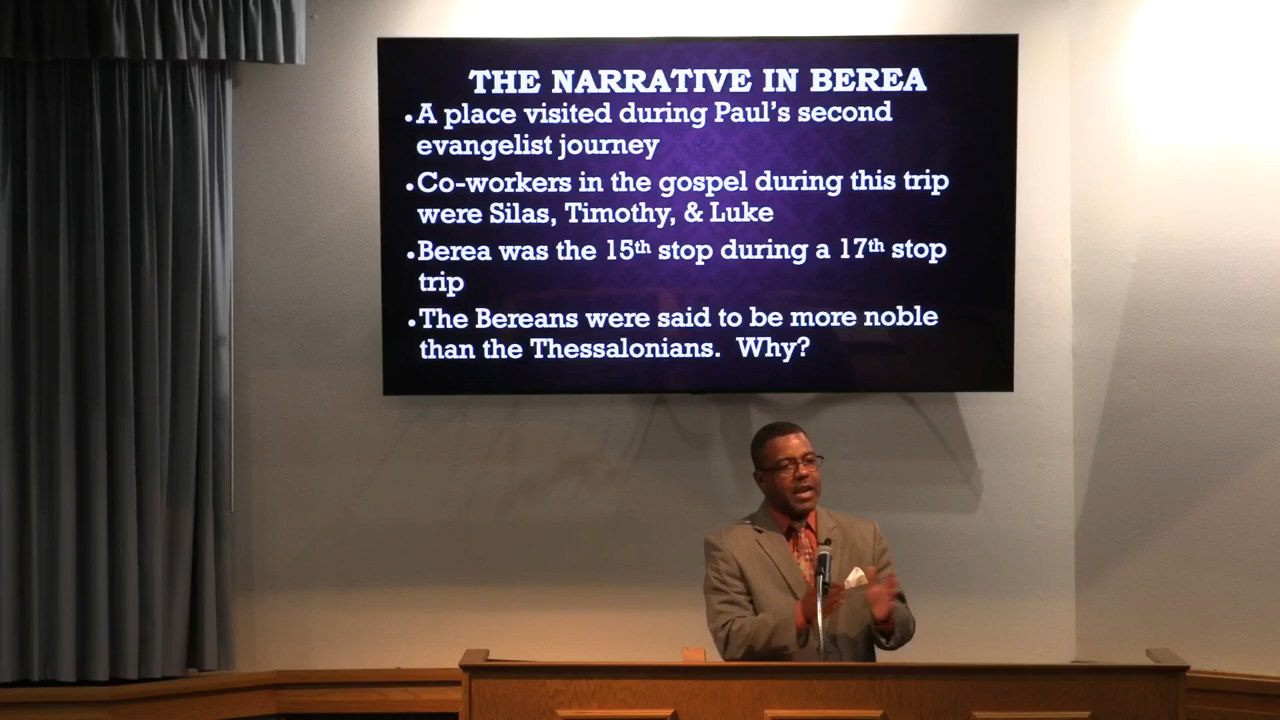 THE NARRATIVE IN BEREA
•A place visited during Paul's second
evangelist journey
•Co-workers in the gospel during this trip
were Silas, Timothy, & Luke
•Berea was the 15th stop during a 17th stop
trip
•The Bereans were said to be more noble
than the Thessalonians.  Why?